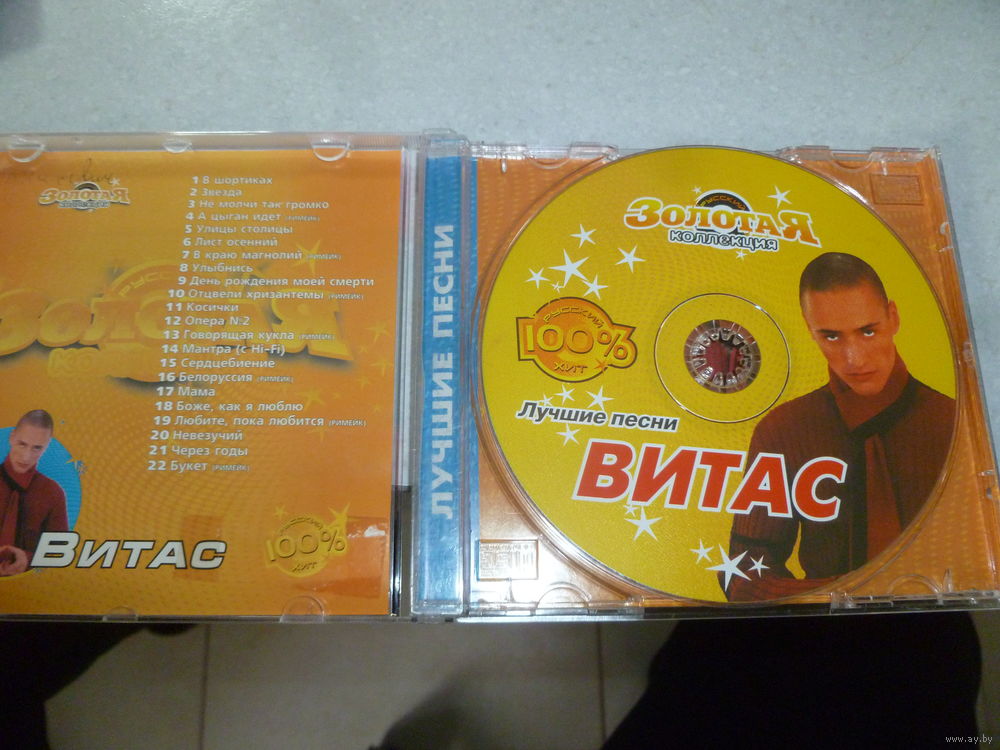 ЗОЛОТАЯ
1 В шортиках
2 Звезда
3 Не молчи так громко
4 А цыган идет (РИМЕЙК)
5 Улицы столицы
6 Лист осенний
7 В краю магнолий (РИМЕЙК)
8 Улыбнись
9 День рождения моей смерти
10 Отцвели хризантемы (РИМЕЙК)
11 Косички
12 Опера №2
13 Говорящая кукла (РИМЕЙК)
14 Мантра (с Hi-Fi)
15 Сердцебиение
16 Белоруссия (РИМЕЙК)
17 Мама
18 Боже, как я люблю
19 Любите, пока любится (РИМЕЙК)
20 Невезучий
21 Через годы
22 Букет (РИМЕЙК)
РУССКИЙ
100%
ХИТ
ВИТАС
ЛУЧШИЕ ПЕСНИ
РУССКИЙ
ЗОЛОТАЯ
КОЛЛЕКЦИЯ
РУССКИЙ
100%
ХИТ
Лучшие песни
ВИТАС
www.ay.by